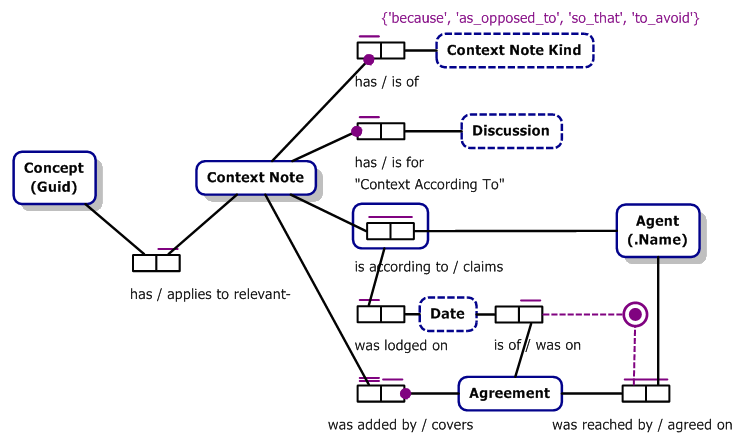 {'because', 'as_opposed_to', 'so_that', 'to_avoid'}
Context Note Kind
has / is of
Discussion
has / is for
"Context According To"
Concept
(Guid)
Context Note
has / applies to relevant-
Agent
(.Name)
is according to / claims
Date
was lodged on
is of / was on
Agreement
was added by / covers
was reached by / agreed on